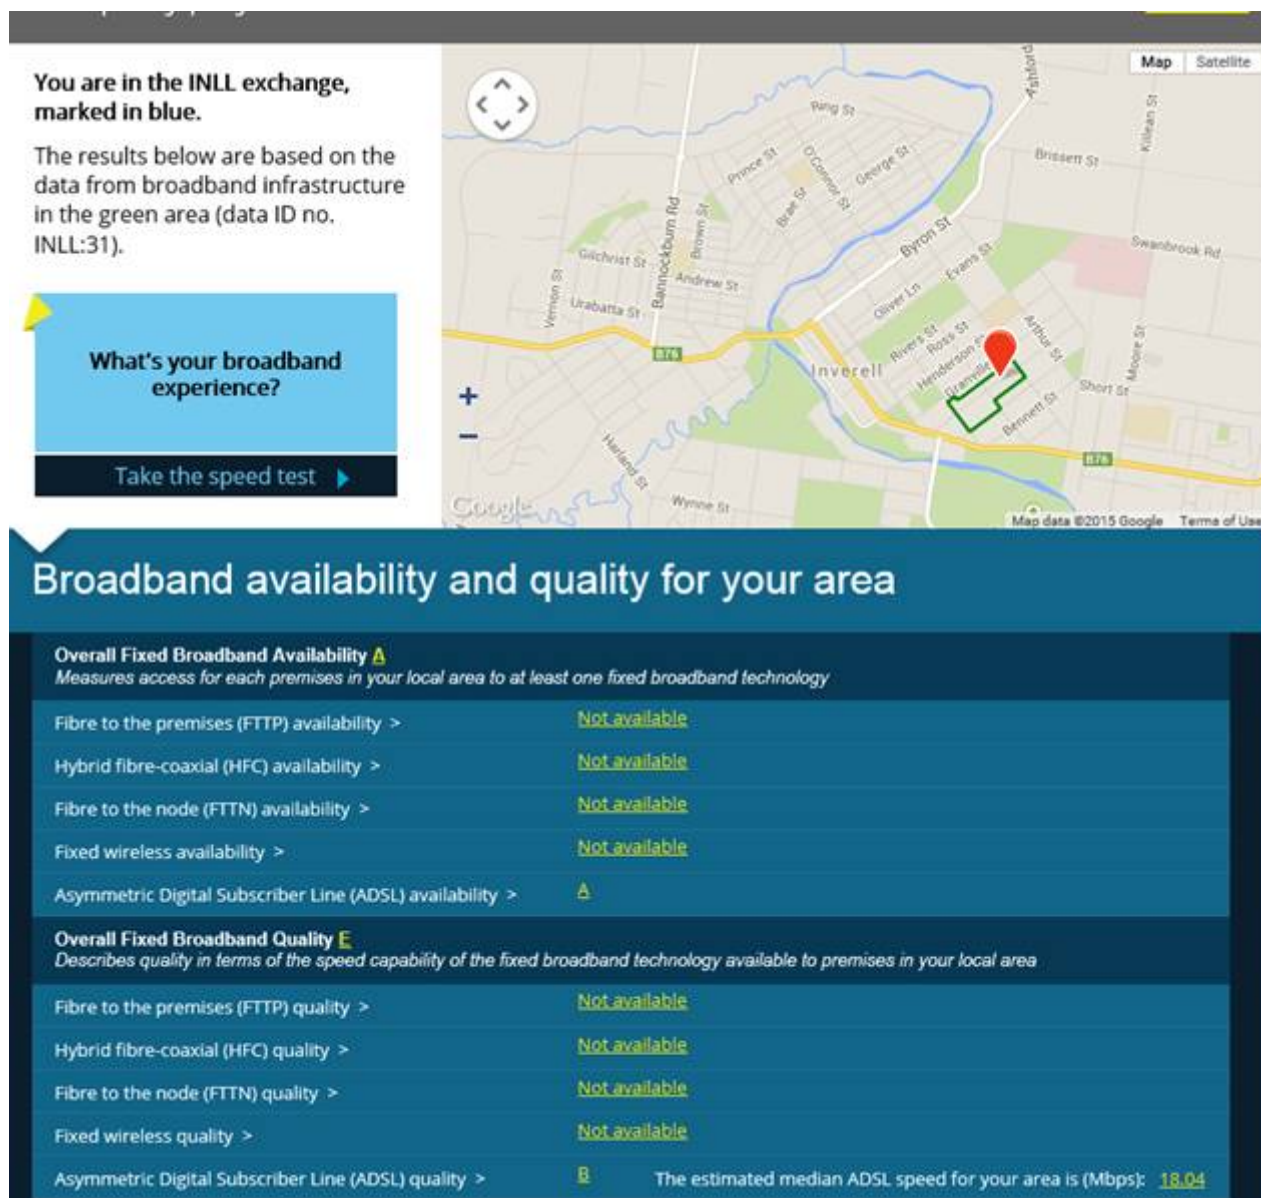 You are in the INLL exchange,
marked in blue.
The results below are based on the
data from broadband infrastructure
in the green area (data ID no.
INLL:31).
What's your broadband
experience?
Take the speed test
Map Satellite
Ashford
Killean St
Ring St
Brissett St
Prince St
O'Connor St
George St
Brae St
Brown St
Bannockburn Rd
Byron St
Evans St
Swanbrook Rd
Gilchrist St
Andrew St
Vernon St
Urabatta St
Oliver Ln
Rivers St
Ross St
Arthur St
Henderson St
Granville
Moore St
Short St
Bennett St
B76
Inverell
B76
Harland St
Wynne St
Google
Map data ©2015 Google Terms of Use
Broadband availability and quality for your area
Overall Fixed Broadband Availability A
Measures access for each premises in your local area to at least one fixed broadband technology
Fibre to the premises (FTTP) availability > Not available
Hybrid fibre-coaxial (HFC) availability > Not available
Fibre to the node (FTTN) availability > Not available
Fixed wireless availability > Not available
Asymmetric Digital Subscriber Line (ADSL) availability > A
Overall Fixed Broadband Quality E
Describes quality in terms of the speed capability of the fixed broadband technology available to premises in your local area
Fibre to the premises (FTTP) quality > Not available
Hybrid fibre-coaxial (HFC) quality > Not available
Fibre to the node (FTTN) quality > Not available
Fixed wireless quality > Not available
Asymmetric Digital Subscriber Line (ADSL) quality > B The estimated median ADSL speed for your area is (Mbps): 18.04